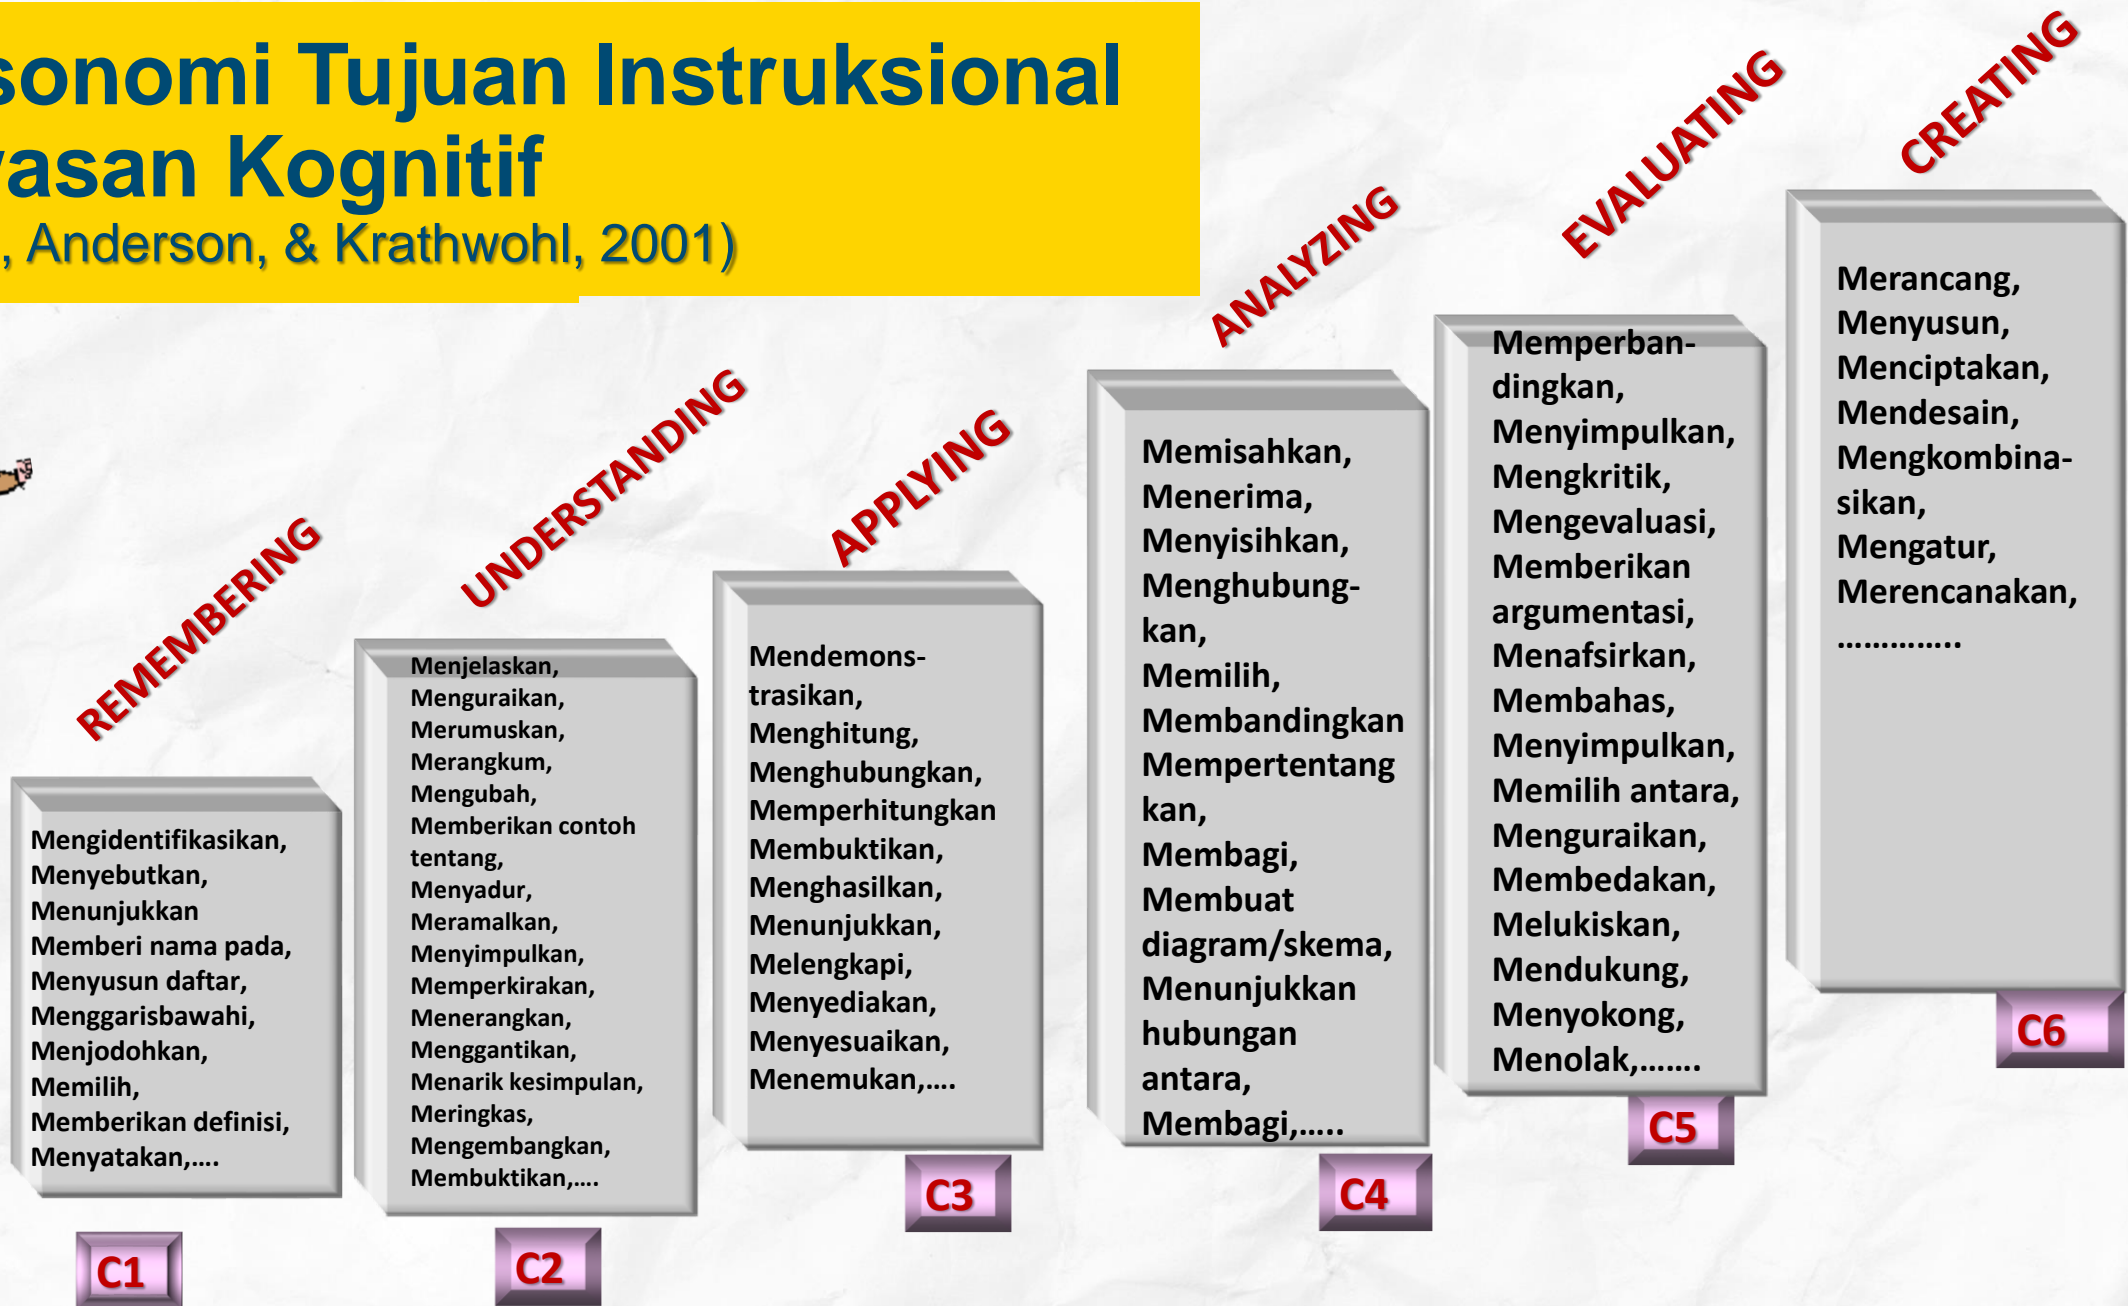 sonomi Tujuan Instruksional
wasan Kognitif
, Anderson, & Krathwohl, 2001)
REMEMBERING
Mengidentifikasikan,
Menyebutkan,
Menunjukkan
Memberi nama pada,
Menyusun daftar,
Menggarisbawahi,
Menjodohkan,
Memilih,
Memberikan definisi,
Menyatakan,....
C1
UNDERSTANDING
Menjelaskan,
Menguraikan,
Merumuskan,
Merangkum,
Mengubah,
Memberikan contoh
tentang,
Menyadur,
Meramalkan,
Menyimpulkan,
Memperkirakan,
Menerangkan,
Menggantikan,
Menarik kesimpulan,
Meringkas,
Mengembangkan,
Membuktikan,....
C2
APPLYING
Mendemons-
trasikan,
Menghitung,
Menghubungkan,
Memperhitungkan
Membuktikan,
Menghasilkan,
Menunjukkan,
Melengkapi,
Menyediakan,
Menyesuaikan,
Menemukan,....
C3
ANALYZING
Memisahkan,
Menerima,
Menyisihkan,
Menghubung-
kan,
Memilih,
Membandingkan
Mempertentang
kan,
Membagi,
Membuat
diagram/skema,
Menunjukkan
hubungan
antara,
Membagi,.....
C4
EVALUATING
Memperban-
dingkan,
Menyimpulkan,
Mengkritik,
Mengevaluasi,
Memberikan
argumentasi,
Menafsirkan,
Membahas,
Menyimpulkan,
Memilih antara,
Menguraikan,
Membedakan,
Melukiskan,
Mendukung,
Menyokong,
Menolak,.......
C5
CREATING
Merancang,
Menyusun,
Menciptakan,
Mendesain,
Mengkombina-
sikan,
Mengatur,
Merencanakan,
..............
C6